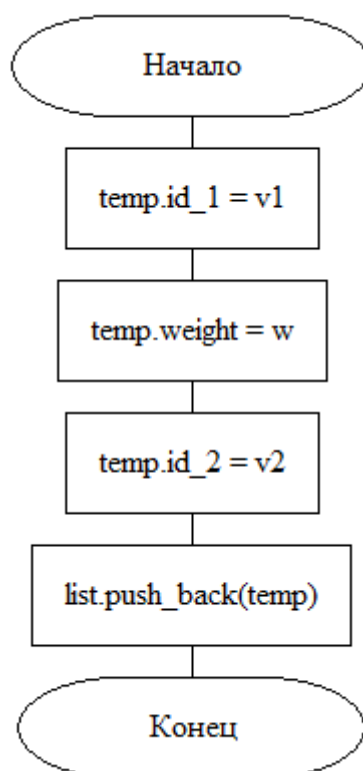 Начало
temp.id_1 = v1
temp.weight = w
temp.id_2 = v2
list.push_back(temp)
Конец